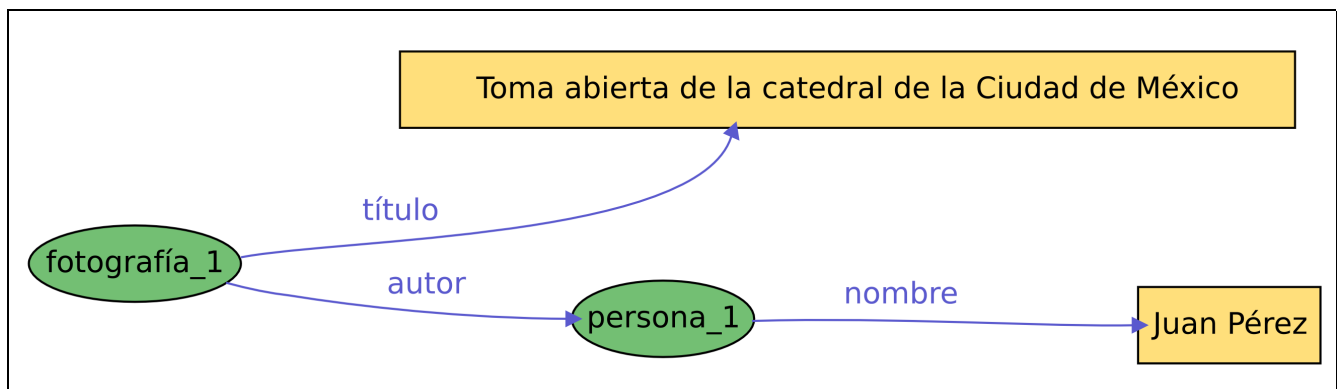 Toma abierta de la catedral de la Ciudad de México
título
fotografía_1
autor
persona_1
nombre
Juan Pérez